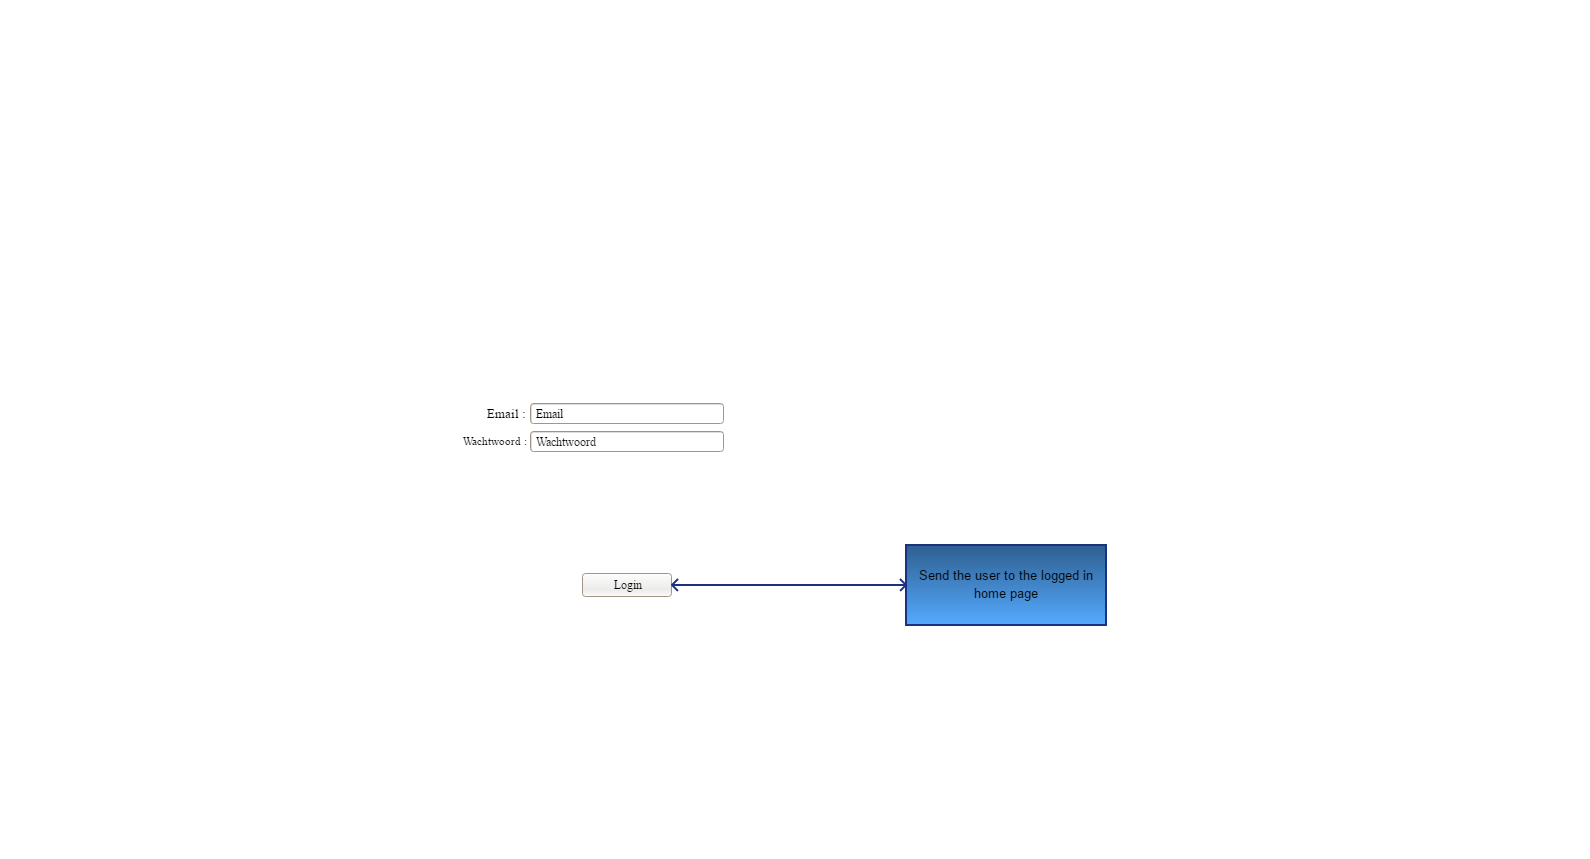 Email : Email
Wachtwoord : Wachtwoord
Login
Send the user to the logged in
home page